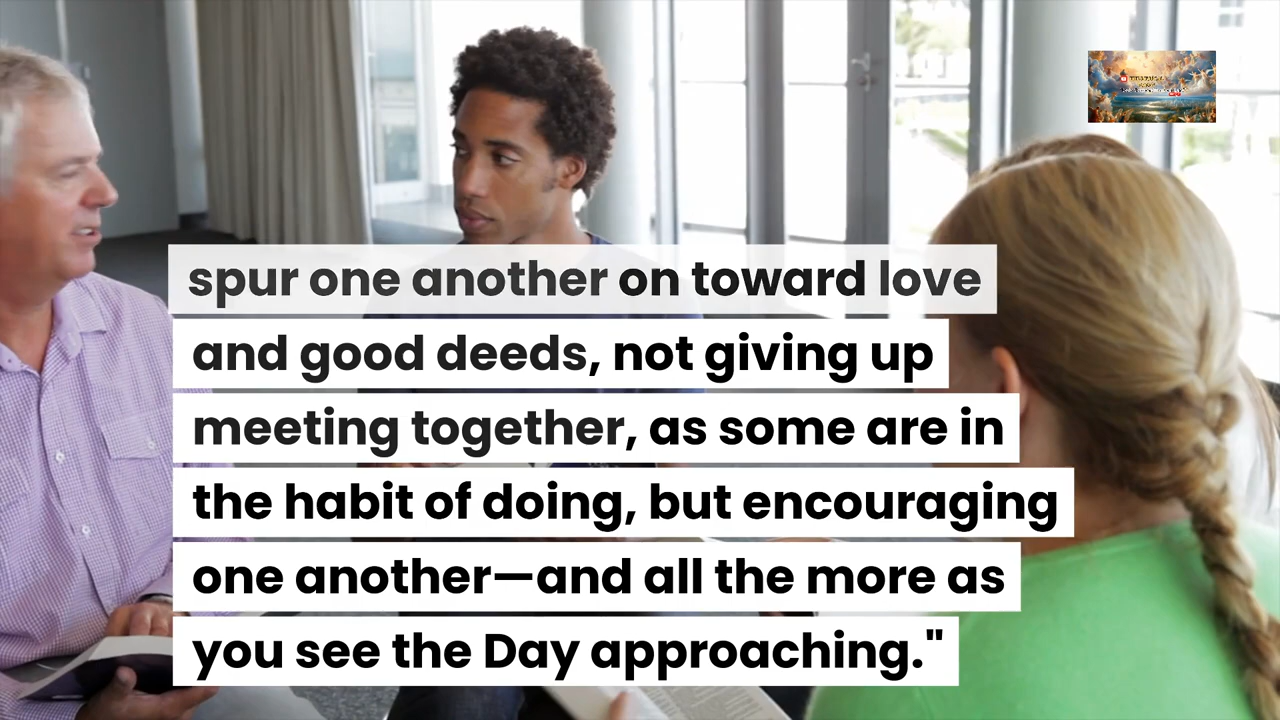 spur one another on toward love
and good deeds, not giving up
meeting together, as some are in
the habit of doing, but encouraging
one another—and all the more as
you see the Day approaching."